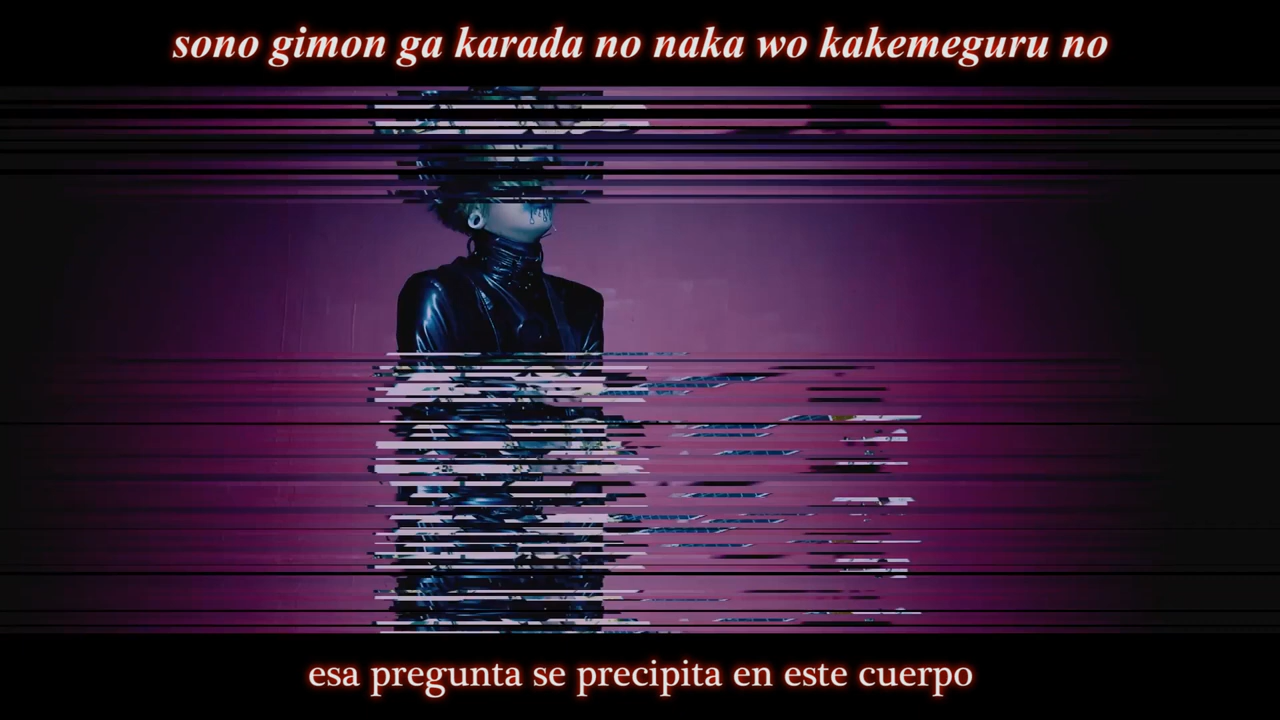 sono gimon ga karada no naka wo kakemeguru no
esa pregunta se precipita en este cuerpo